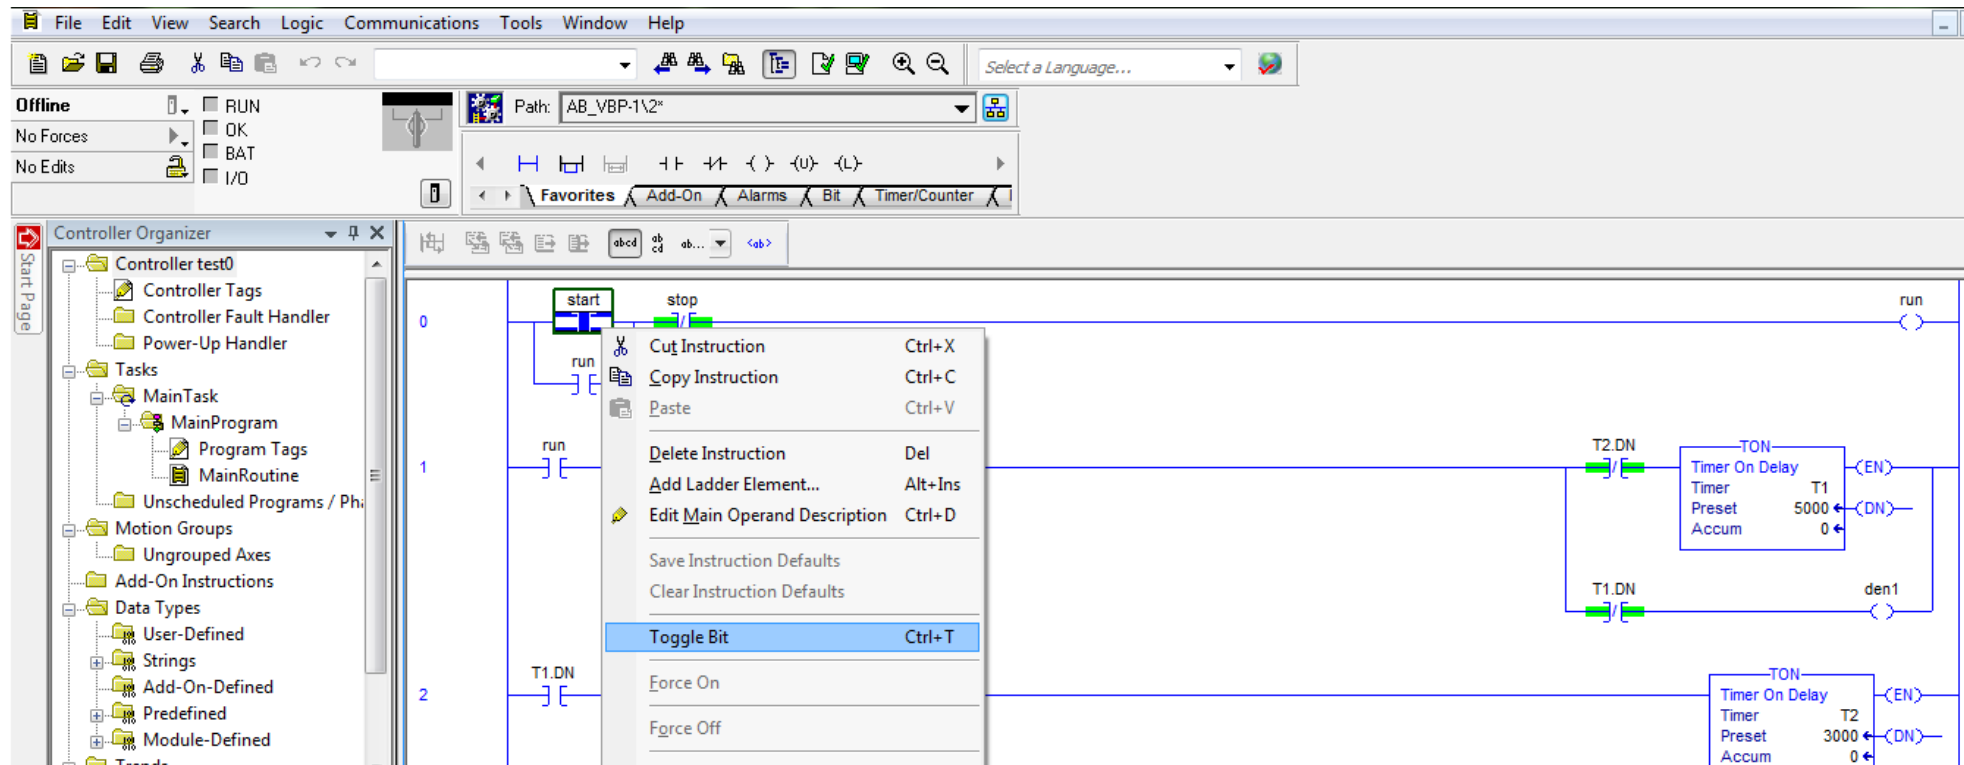 File Edit View Search Logic Communications Tools Window Help
Select a Language...
Offline
RUN
Path: AB_VBP-1\2*
No Forces
OK
BAT
No Edits
I/O
Favorites Add-On Alarms Bit Timer/Counter
Start Page
Controller Organizer
Controller test0
Controller Tags
Controller Fault Handler
Power-Up Handler
Tasks
MainTask
MainProgram
Program Tags
MainRoutine
Unscheduled Programs / Pha
Motion Groups
Ungrouped Axes
Add-On Instructions
Data Types
User-Defined
Strings
Add-On-Defined
Predefined
Module-Defined
Trends
abcd ab cd ab... <ab>
start stop run
0
run
Cut Instruction Ctrl+X
Copy Instruction Ctrl+C
Paste Ctrl+V
Delete Instruction Del
Add Ladder Element... Alt+Ins
Edit Main Operand Description Ctrl+D
Save Instruction Defaults
Clear Instruction Defaults
Toggle Bit Ctrl+T
Force On
Force Off
run T2.DN
1
TON
Timer On Delay (EN)
Timer T1
Preset 5000 (DN)
Accum 0
T1.DN den1
T1.DN
2
TON
Timer On Delay (EN)
Timer T2
Preset 3000 (DN)
Accum 0